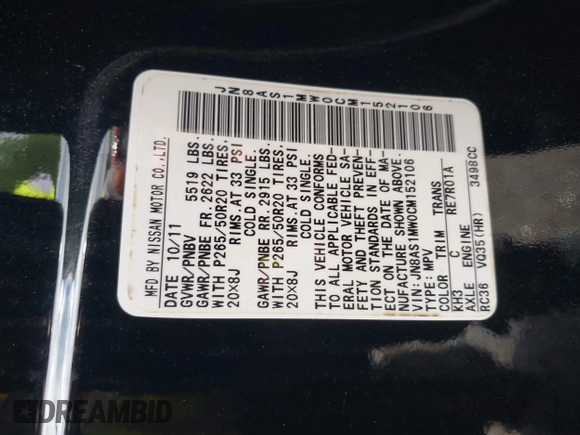 JN8AS1MW0CM152106
MFD BY NISSAN MOTOR CO.,LTD.
DATE 10/11
GVWR/PNBV 5519 LBS.
GAWR/PNBE FR. 2622 LBS.
WITH P265/50R20 TIRES.
20X8J RIMS.AT 33 PSI
COLD SINGLE.
GAWR/PNBE RR. 2915 LBS.
WITH P265/50R20 TIRES.
20X8J RIMS.AT 33 PSI
COLD SINGLE.
THIS VEHICLE CONFORMS
TO ALL APPLICABLE FED-
ERAL MOTOR VEHICLE SA-
FETY AND THEFT PREVEN-
TION STANDARDS IN EFF-
ECT ON THE DATE OF MA-
NUFACTURE SHOWN ABOVE.
VIN:JN8AS1MW0CM152106
TYPE:MPV
COLOR TRIM TRANS
KH3 C RE7R01A
AXLE ENGINE
RC36 VQ35(HR) 3498CC
DREAMBID